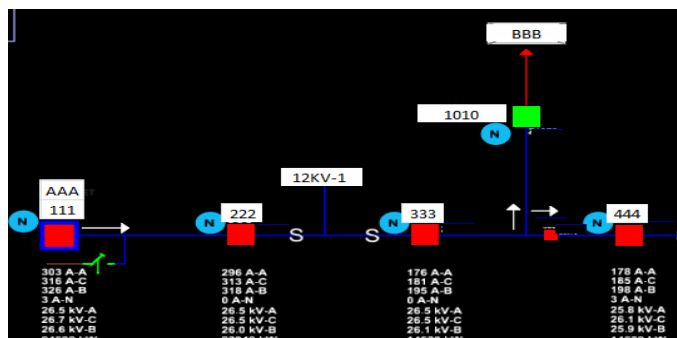 BBB
1010
N
12KV-1
AAA
111
N
222
N
333
N
444
N
S
S
303 A-A
316 A-C
326 A-B
3 A-N
26.5 kV-A
26.7 kV-C
26.6 kV-B
296 A-A
313 A-C
318 A-B
0 A-N
26.5 kV-A
26.5 kV-C
26.0 kV-B
176 A-A
181 A-C
195 A-B
0 A-N
26.5 kV-A
26.5 kV-C
26.1 kV-B
178 A-A
185 A-C
198 A-B
3 A-N
25.8 kV-A
26.1 kV-C
25.9 kV-B